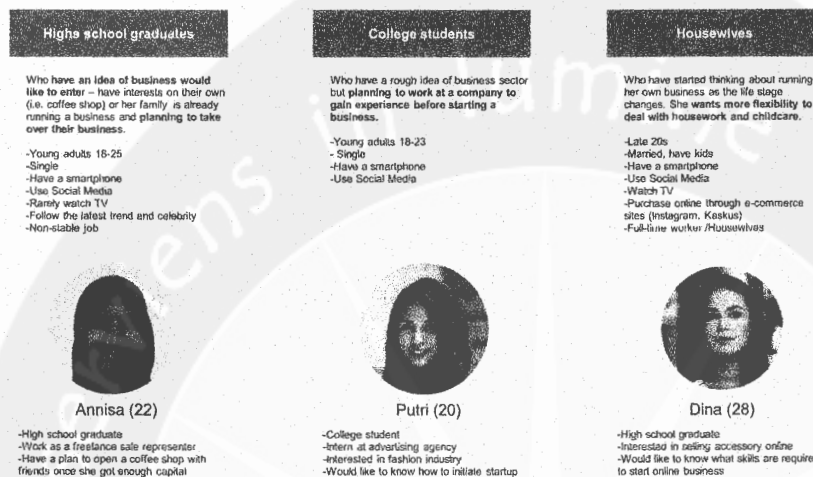 Highs school graduates
Who have an idea of business would
like to enter – have interests on their own
(i.e. coffee shop) or her family is already
running a business and planning to take
over their business.
-Young adults 18-25
-Single
-Have a smartphone
-Use Social Media
-Rarely watch TV
-Follow the latest trend and celebrity
-Non-stable job
Annisa (22)
-High school graduate
-Work as a freelance sale representer
-Have a plan to open a coffee shop with
friends once she got enough capital
College students
Who have a rough idea of business sector
but planning to work at a company to
gain experience before starting a
business.
-Young adults 18-23
- Single
-Have a smartphone
-Use Social Media
Putri (20)
-College student
-Intern at advertising agency
-Interested in fashion industry
-Would like to know how to initiate startup
Housewives
Who have started thinking about running
her own business as the life stage
changes. She wants more flexibility to
deal with housework and childcare.
-Late 20s
-Married, have kids
-Have a smartphone
-Use Social Media
-Watch TV
-Purchase online through e-commerce
sites (Instagram, Kaskus)
-Full-time worker /Housewives
Dina (28)
-High school graduate
-Interested in selling accessory online
-Would like to know what skills are require
to start online business
in lumine